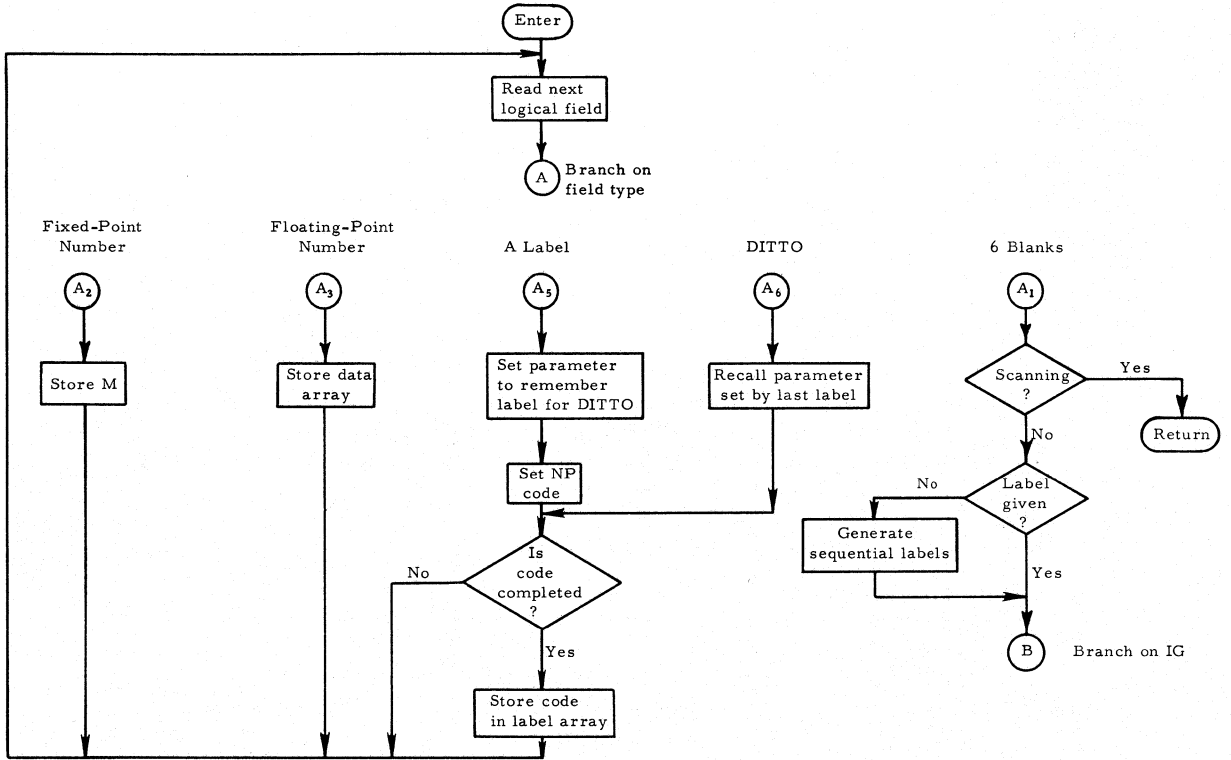 Enter
Read next
logical field
A
Branch on
field type
Fixed-Point
Number
Floating-Point
Number
A Label
DITTO
6 Blanks
A2
A3
A5
A6
A1
Store M
Store data
array
Set parameter
to remember
label for DITTO
Recall parameter
set by last label
Scanning
?
Yes
Return
No
Set NP
code
Label
given
?
No
Generate
sequential labels
Yes
Is
code
completed
?
No
Yes
B
Branch on IG
Store code
in label array